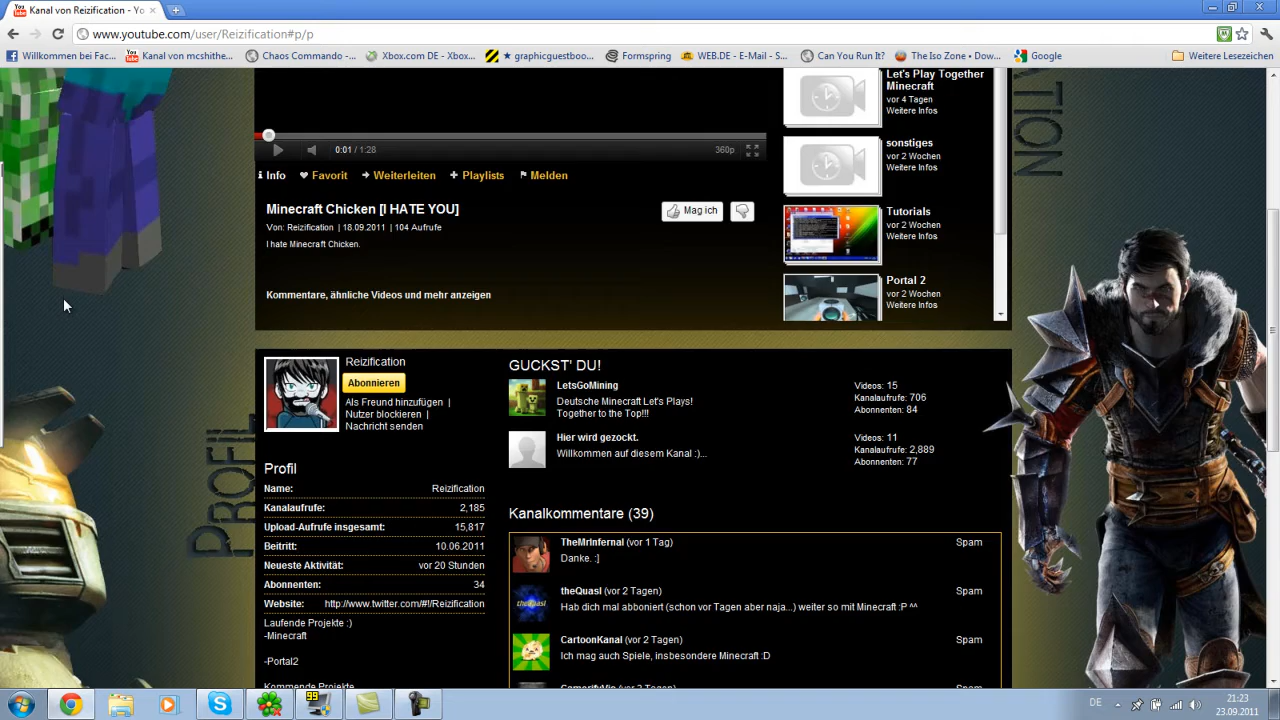 Kanal von Reizification - Yo
www.youtube.com/user/Reizification#p/p
Willkommen bei Fac...
Kanal von mcshithe...
Chaos Commando -...
Xbox.com DE - Xbox...
★ graphicguestboo...
Formspring
WEB.DE - E-Mail - S...
Can You Run It?
The Iso Zone • Dow...
Google
Weitere Lesezeichen
Let's Play Together
Minecraft
vor 4 Tagen
Weitere Infos
0:01 / 1:28
360p
sonstiges
vor 2 Wochen
Weitere Infos
Info
Favorit
Weiterleiten
Playlists
Melden
Minecraft Chicken [I HATE YOU]
Mag ich
Von: Reizification | 18.09.2011 | 104 Aufrufe
I hate Minecraft Chicken.
Tutorials
vor 2 Wochen
Weitere Infos
Kommentare, ähnliche Videos und mehr anzeigen
Portal 2
vor 2 Wochen
Weitere Infos
Reizification
Abonnieren
Als Freund hinzufügen |
Nutzer blockieren |
Nachricht senden
GUCKST' DU!
LetsGoMining
Deutsche Minecraft Let's Plays!
Together to the Top!!!
Videos: 15
Kanalaufrufe: 706
Abonnenten: 84
Hier wird gezockt.
Willkommen auf diesem Kanal :)...
Videos: 11
Kanalaufrufe: 2,889
Abonnenten: 77
PROFIL
Profil
Name: Reizification
Kanalaufrufe: 2,185
Upload-Aufrufe insgesamt: 15,817
Beitritt: 10.06.2011
Neueste Aktivität: vor 20 Stunden
Abonnenten: 34
Website: http://www.twitter.com/#!/Reizification
Laufende Projekte :)
-Minecraft
-Portal2
Kommende Projekte
Kanalkommentare (39)
TheMrInfernal (vor 1 Tag)
Spam
Danke. :]
theQuasl (vor 2 Tagen)
Spam
Hab dich mal abboniert (schon vor Tagen aber naja...) weiter so mit Minecraft :P ^^
CartoonKanal (vor 2 Tagen)
Spam
Ich mag auch Spiele, insbesondere Minecraft :D
99
DE
21:23
23.09.2011